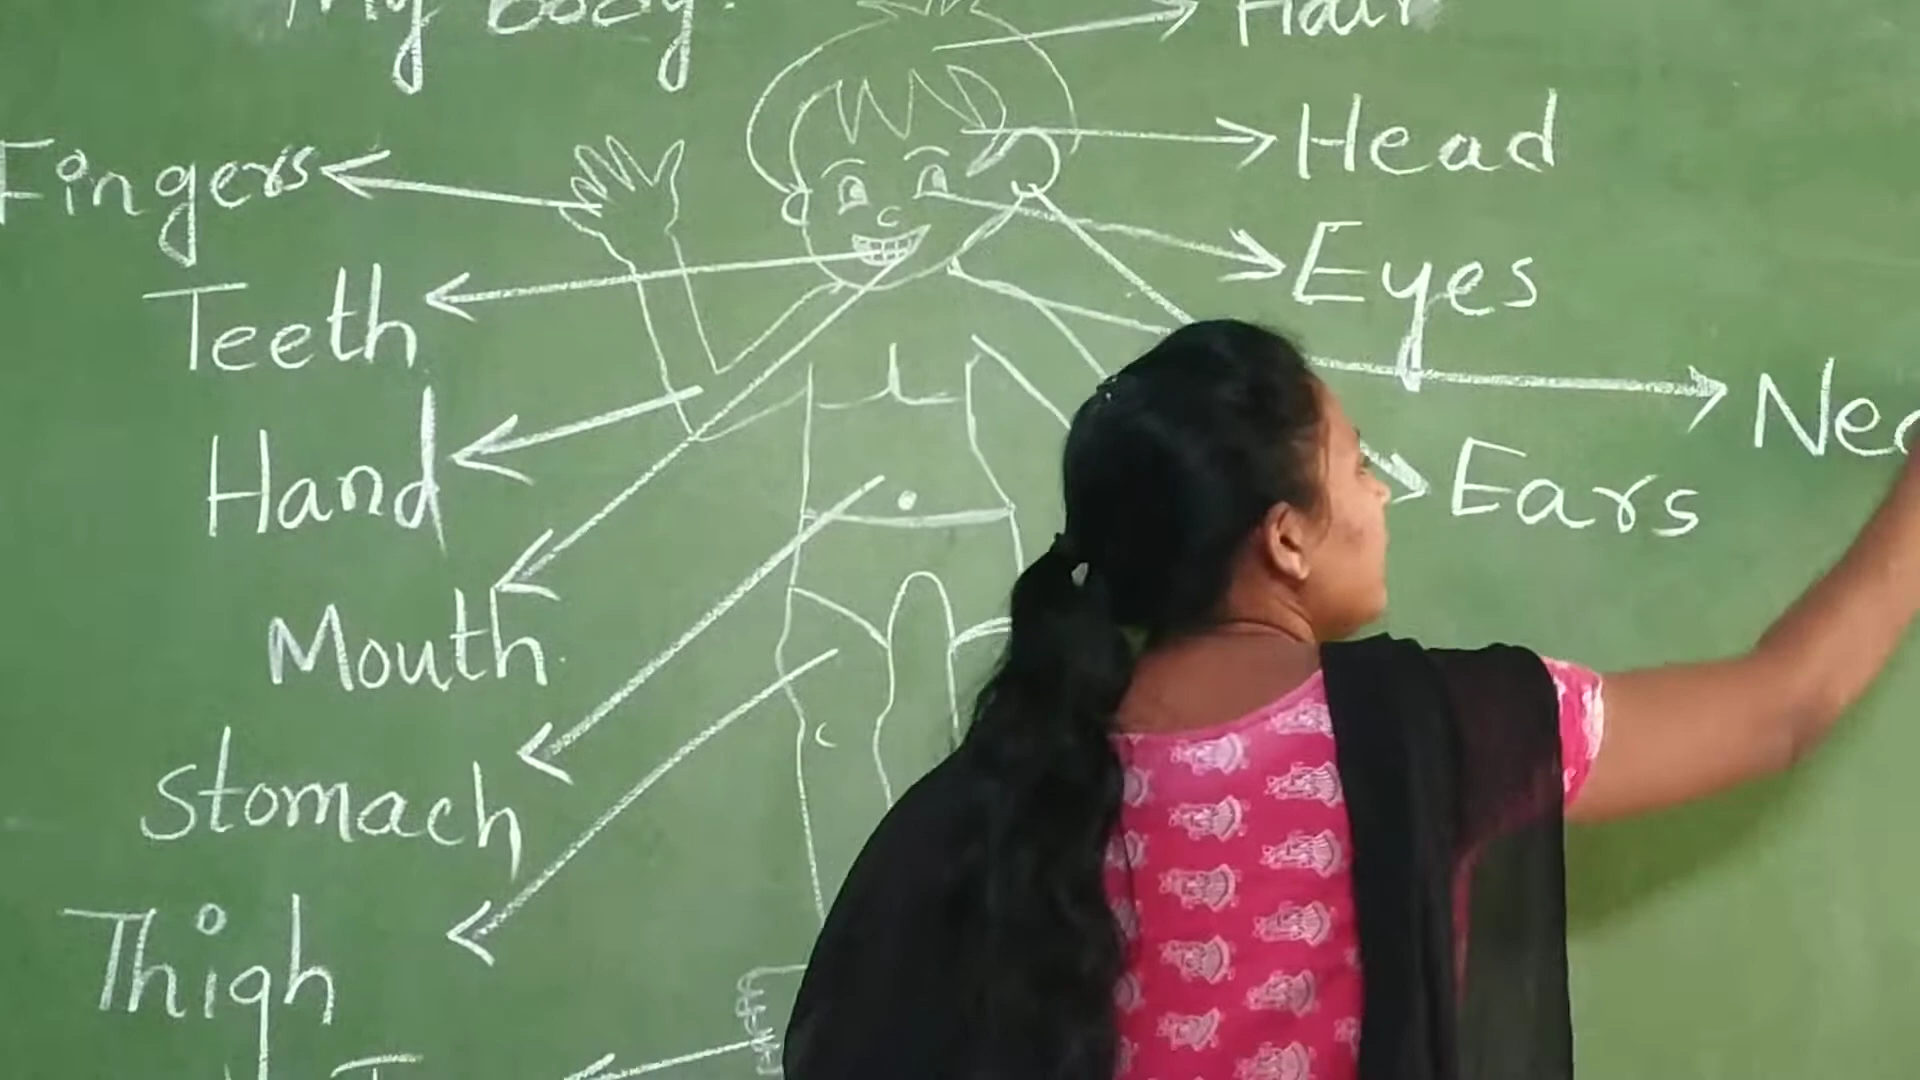 My Body.
Hair
Head
Eyes
Nec
Ears
Fingers
Teeth
Hand
Mouth
Stomach
Thigh